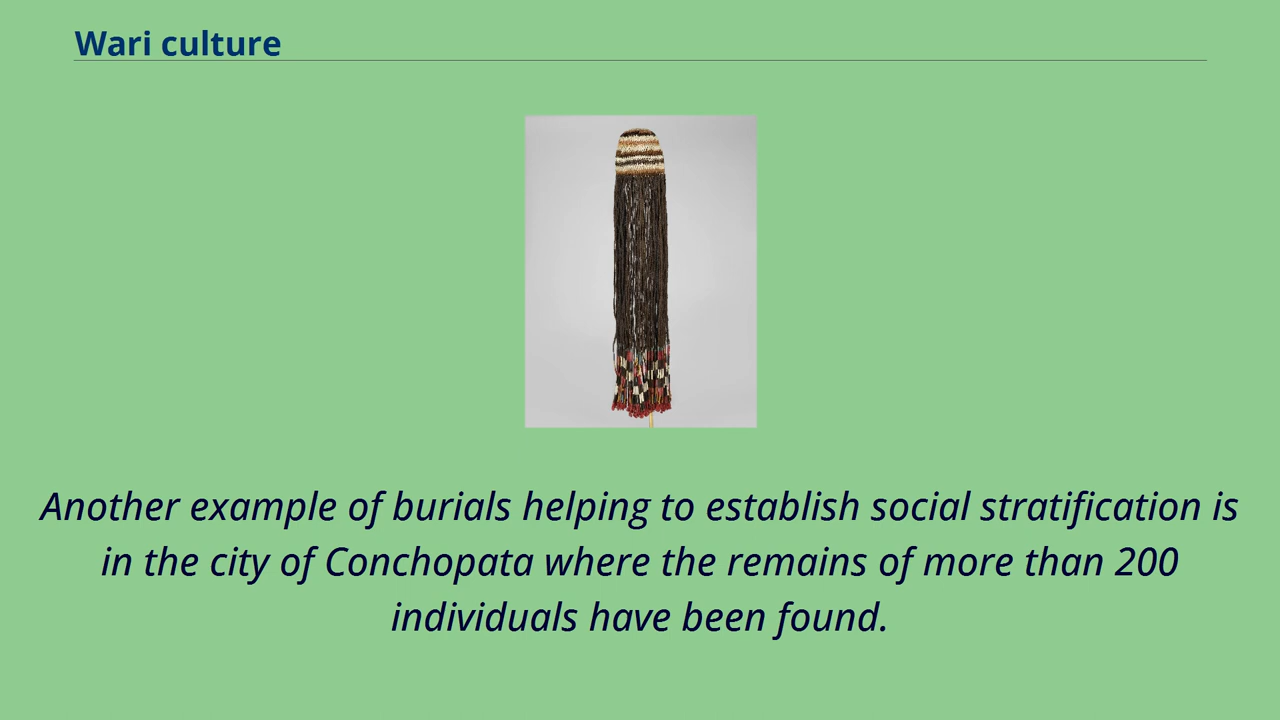 Wari culture
Another example of burials helping to establish social stratification is
in the city of Conchopata where the remains of more than 200
individuals have been found.